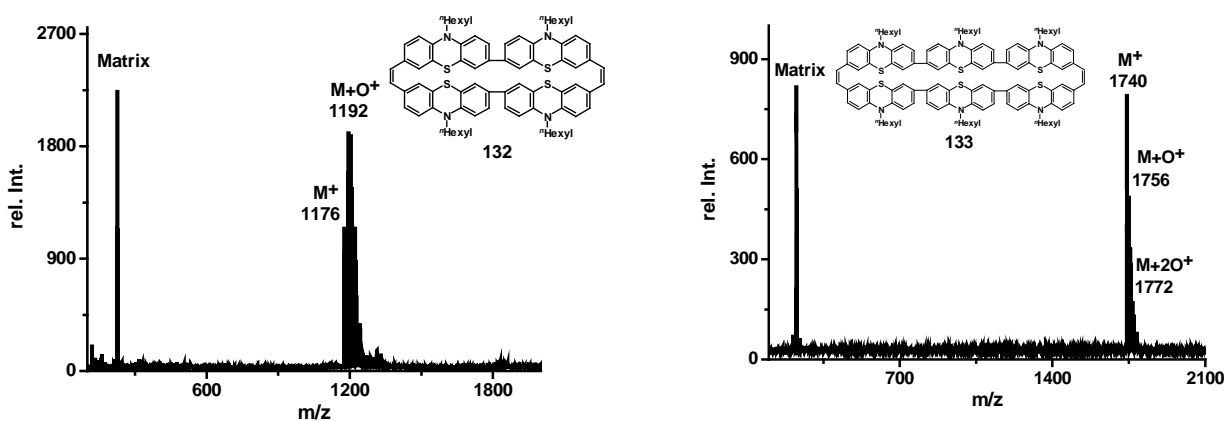 2700
1800
900
0
rel. Int.
600
1200
1800
m/z
Matrix
M+O⁺
1192
M⁺
1176
ⁿHexyl ⁿHexyl
N N
S S
S S
N N
ⁿHexyl ⁿHexyl
132
900
600
300
0
rel. Int.
700
1400
2100
m/z
Matrix
M⁺
1740
M+O⁺
1756
M+2O⁺
1772
ⁿHexyl ⁿHexyl ⁿHexyl
N N N
S S S
S S S
N N N
ⁿHexyl ⁿHexyl ⁿHexyl
133